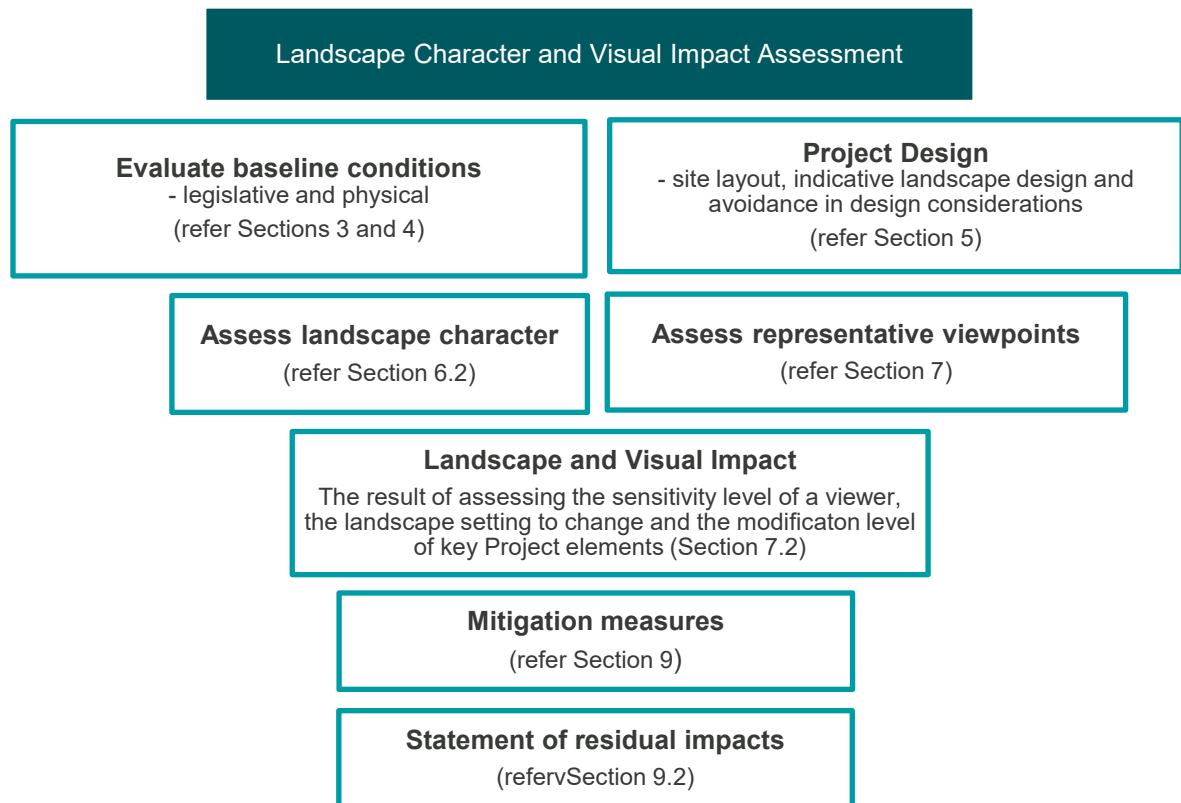 Landscape Character and Visual Impact Assessment
Evaluate baseline conditions
- legislative and physical
(refer Sections 3 and 4)
Project Design
- site layout, indicative landscape design and
avoidance in design considerations
(refer Section 5)
Assess landscape character
(refer Section 6.2)
Assess representative viewpoints
(refer Section 7)
Landscape and Visual Impact
The result of assessing the sensitivity level of a viewer,
the landscape setting to change and the modificaton level
of key Project elements (Section 7.2)
Mitigation measures
(refer Section 9)
Statement of residual impacts
(refervSection 9.2)